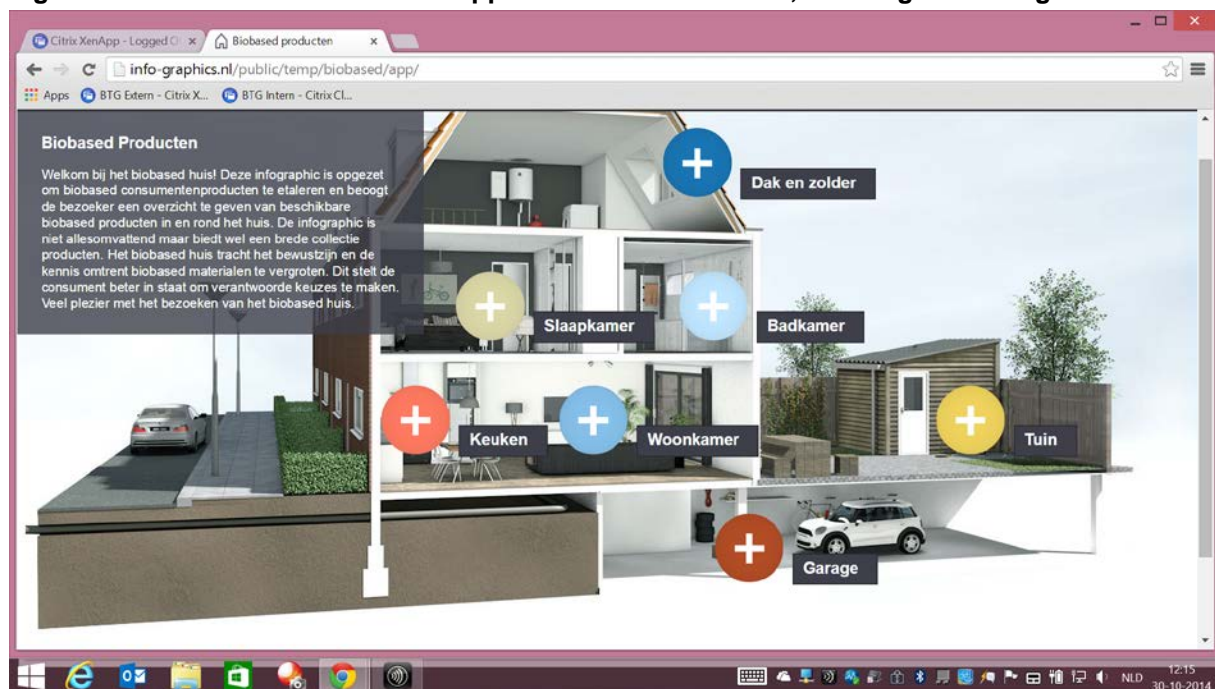 Citrix XenApp - Logged O
Biobased producten
info-graphics.nl/public/temp/biobased/app/
Apps BTG Extern - Citrix X... BTG Intern - Citrix Cl...
Biobased Producten
Welkom bij het biobased huis! Deze infographic is opgezet
om biobased consumentenproducten te etaleren en beoogt
de bezoeker een overzicht te geven van beschikbare
biobased producten in en rond het huis. De infographic is
niet allesomvattend maar biedt wel een brede collectie
producten. Het biobased huis tracht het bewustzijn en de
kennis omtrent biobased materialen te vergroten. Dit stelt de
consument beter in staat om verantwoorde keuzes te maken.
Veel plezier met het bezoeken van het biobased huis.
Dak en zolder
Slaapkamer
Badkamer
Keuken
Woonkamer
Tuin
Garage
NLD
12:15
30-10-2014